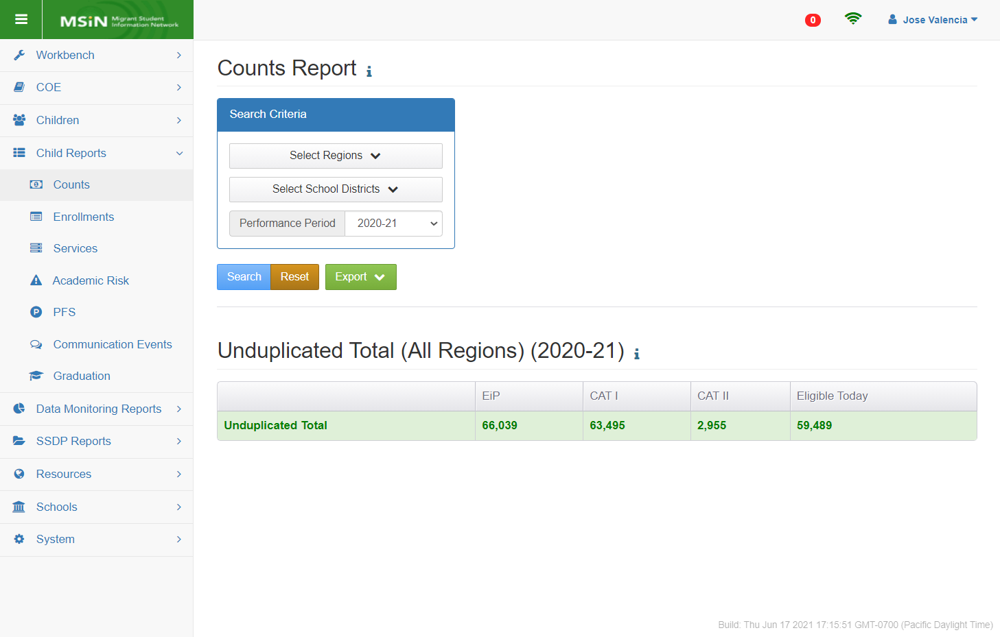 MSiN Migrant Student
Information Network
0
Jose Valencia
Workbench
COE
Children
Child Reports
Counts
Enrollments
Services
Academic Risk
PFS
Communication Events
Graduation
Data Monitoring Reports
SSDP Reports
Resources
Schools
System
Counts Report
Search Criteria
Select Regions
Select School Districts
Performance Period 2020-21
Search Reset Export
Unduplicated Total (All Regions) (2020-21)
EiP CAT I CAT II Eligible Today
Unduplicated Total 66,039 63,495 2,955 59,489
Build: Thu Jun 17 2021 17:15:51 GMT-0700 (Pacific Daylight Time)